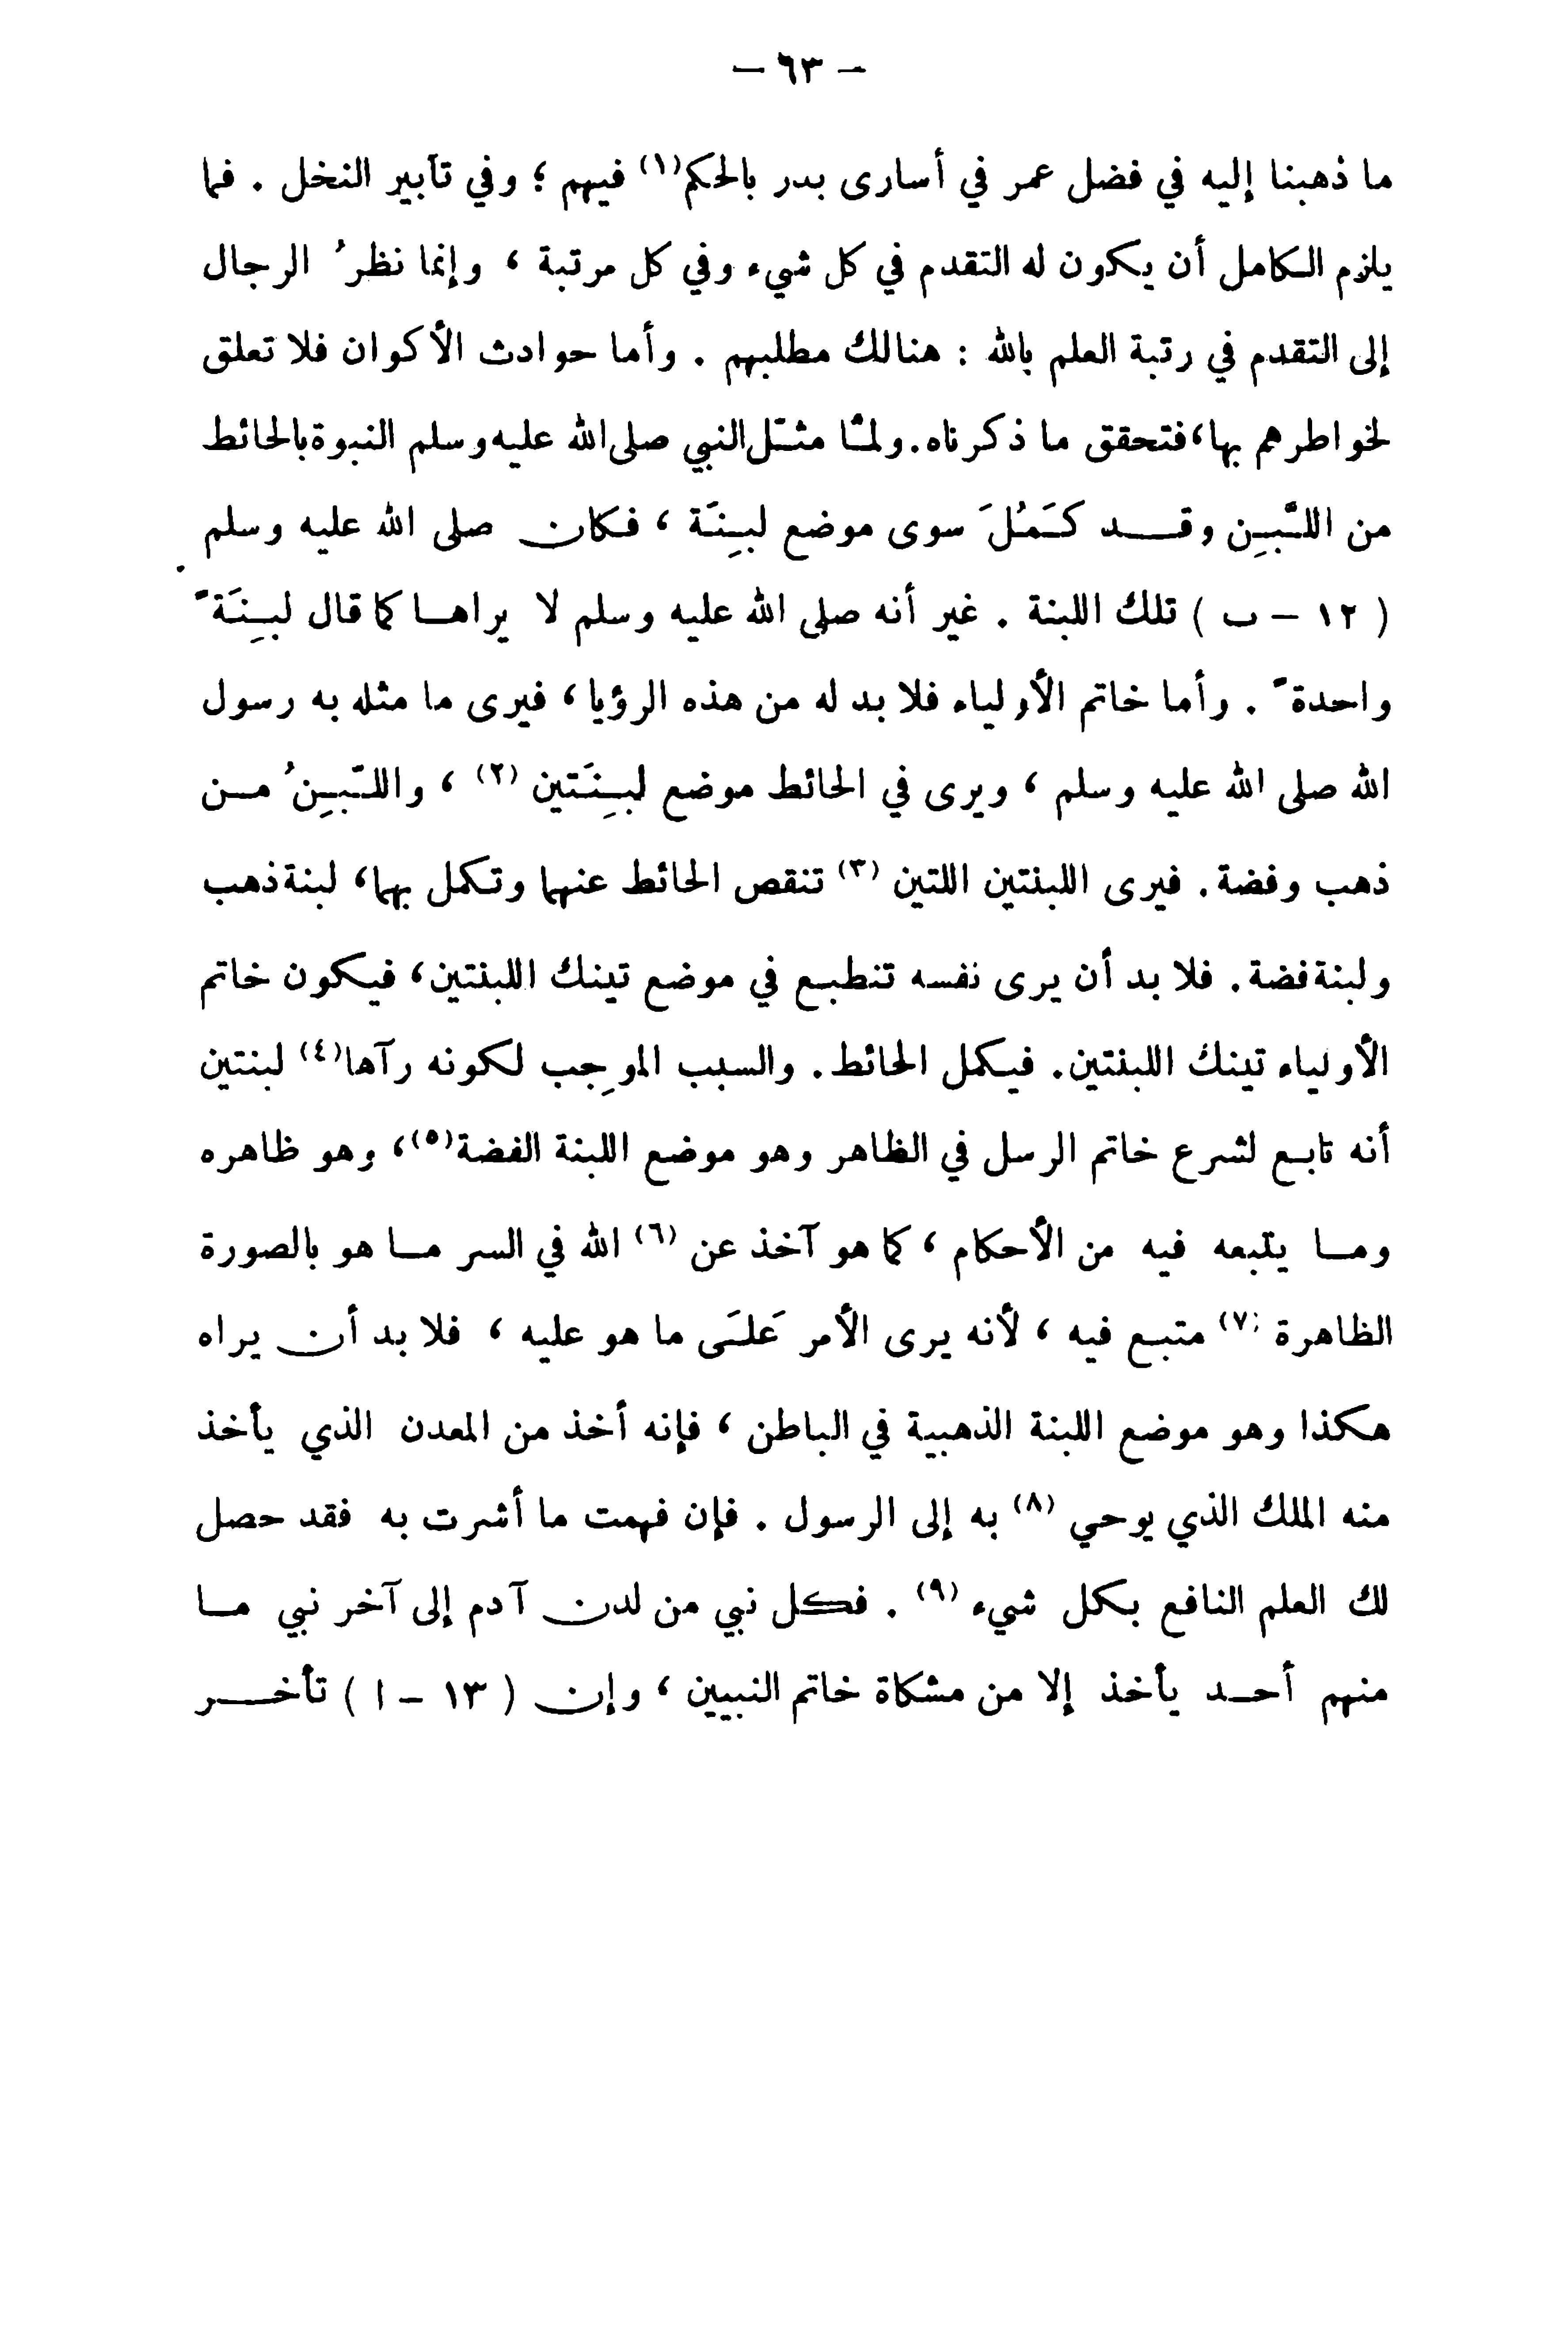 — ٦٣ —
ما ذهبنا إليه في فضل عمر في أسارى بدر بالحكم(١) فيهم ؛ وفي تأبير النخل . فما
يلزم الكامل أن يكون له التقدم في كل شيء وفي كل مرتبة ، وإنما نظرُ الرجال
إلى التقدم في رتبة العلم بالله : هنالك مطلبهم . وأما حوادث الأكوان فلا تعلق
لخواطرهم بها، فتحقق ما ذكرناه. ولمَّا مثَّل النبي صلى الله عليه وسلم النبوة بالحائط
من اللَّبِن وقد كَمُلَ سوى موضع لبِنَة ، فكان صلى الله عليه وسلم
( ١٢ – ب ) تلك اللبنة . غير أنه صلى الله عليه وسلم لا يراها كما قال لبِنَةً
واحدةً . وأما خاتم الأولياء فلا بد له من هذه الرؤيا ، فيرى ما مثله به رسول
الله صلى الله عليه وسلم ، ويرى في الحائط موضع لبِنَتين (٢) ، واللَّبِنُ من
ذهب وفضة . فيرى اللبنتين اللتين (٣) تنقص الحائط عنهما وتكمل بهما، لبنة ذهب
ولبنة فضة . فلا بد أن يرى نفسه تنطبع في موضع تينك اللبنتين، فيكون خاتم
الأولياء تينك اللبنتين. فيكمل الحائط . والسبب الموجِب لكونه رآها(٤) لبنتين
أنه تابع لشرع خاتم الرسل في الظاهر وهو موضع اللبنة الفضة(٥)، وهو ظاهره
وما يتبعه فيه من الأحكام ، كما هو آخذ عن (٦) الله في السر ما هو بالصورة
الظاهرة (٧) متبع فيه ، لأنه يرى الأمر عَلَى ما هو عليه ، فلا بد أن يراه
هكذا وهو موضع اللبنة الذهبية في الباطن ، فإنه أخذ من المعدن الذي يأخذ
منه الملك الذي يوحي (٨) به إلى الرسول . فإن فهمت ما أشرت به فقد حصل
لك العلم النافع بكل شيء (٩) . فكل نبي من لدن آدم إلى آخر نبي ما
منهم أحد يأخذ إلا من مشكاة خاتم النبيين ، وإن ( ١٣ – ا ) تأخر